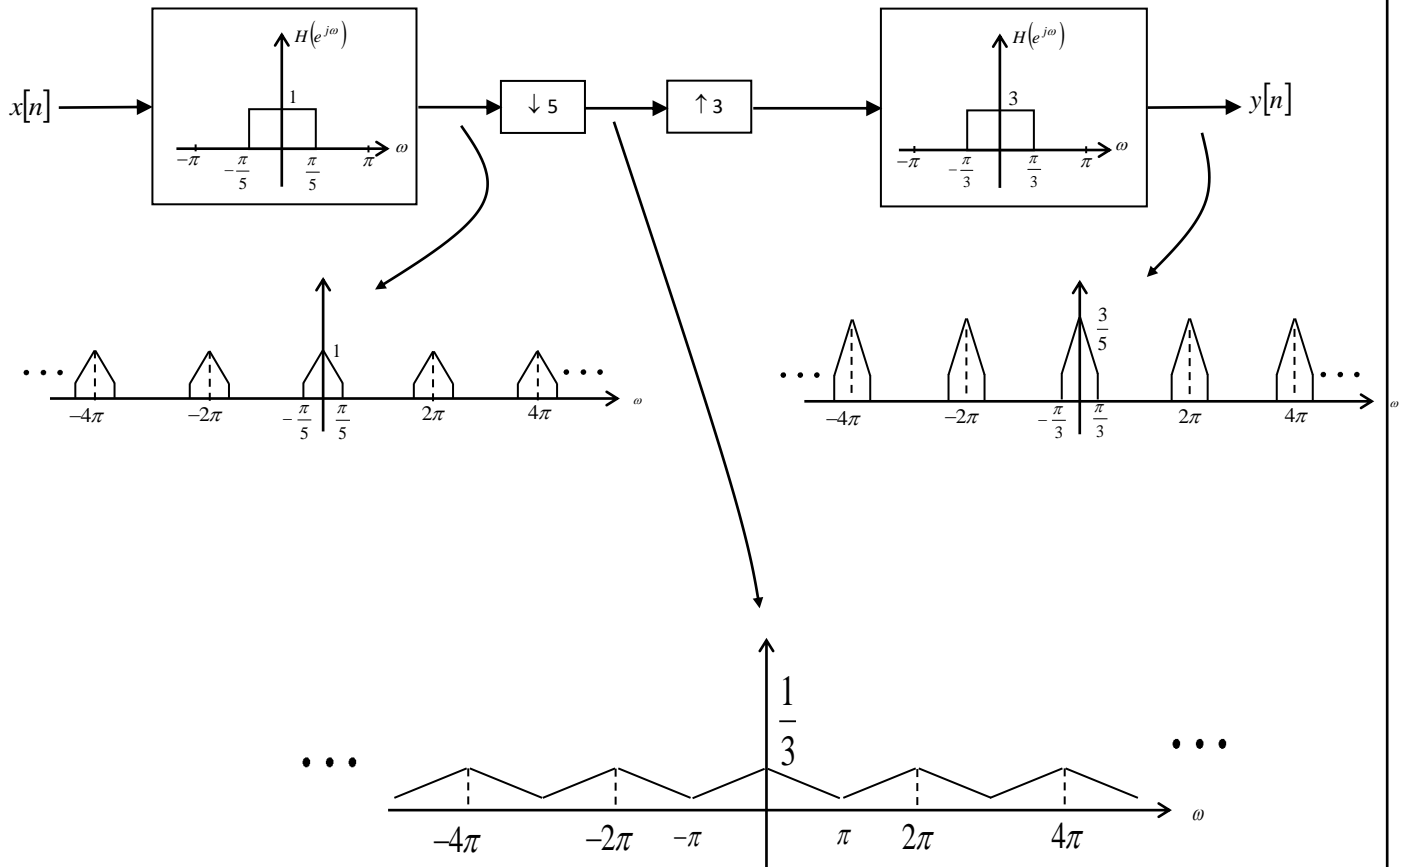 x[n]
H(e^{jω})
1
−π
−π/5
π/5
π
ω
↓ 5
↑ 3
H(e^{jω})
3
−π
−π/3
π/3
π
ω
y[n]
• • •
1
• • •
−4π
−2π
−π/5
π/5
2π
4π
ω
• • •
3/5
• • •
−4π
−2π
−π/3
π/3
2π
4π
ω
• • •
1/3
• • •
−4π
−2π
−π
π
2π
4π
ω